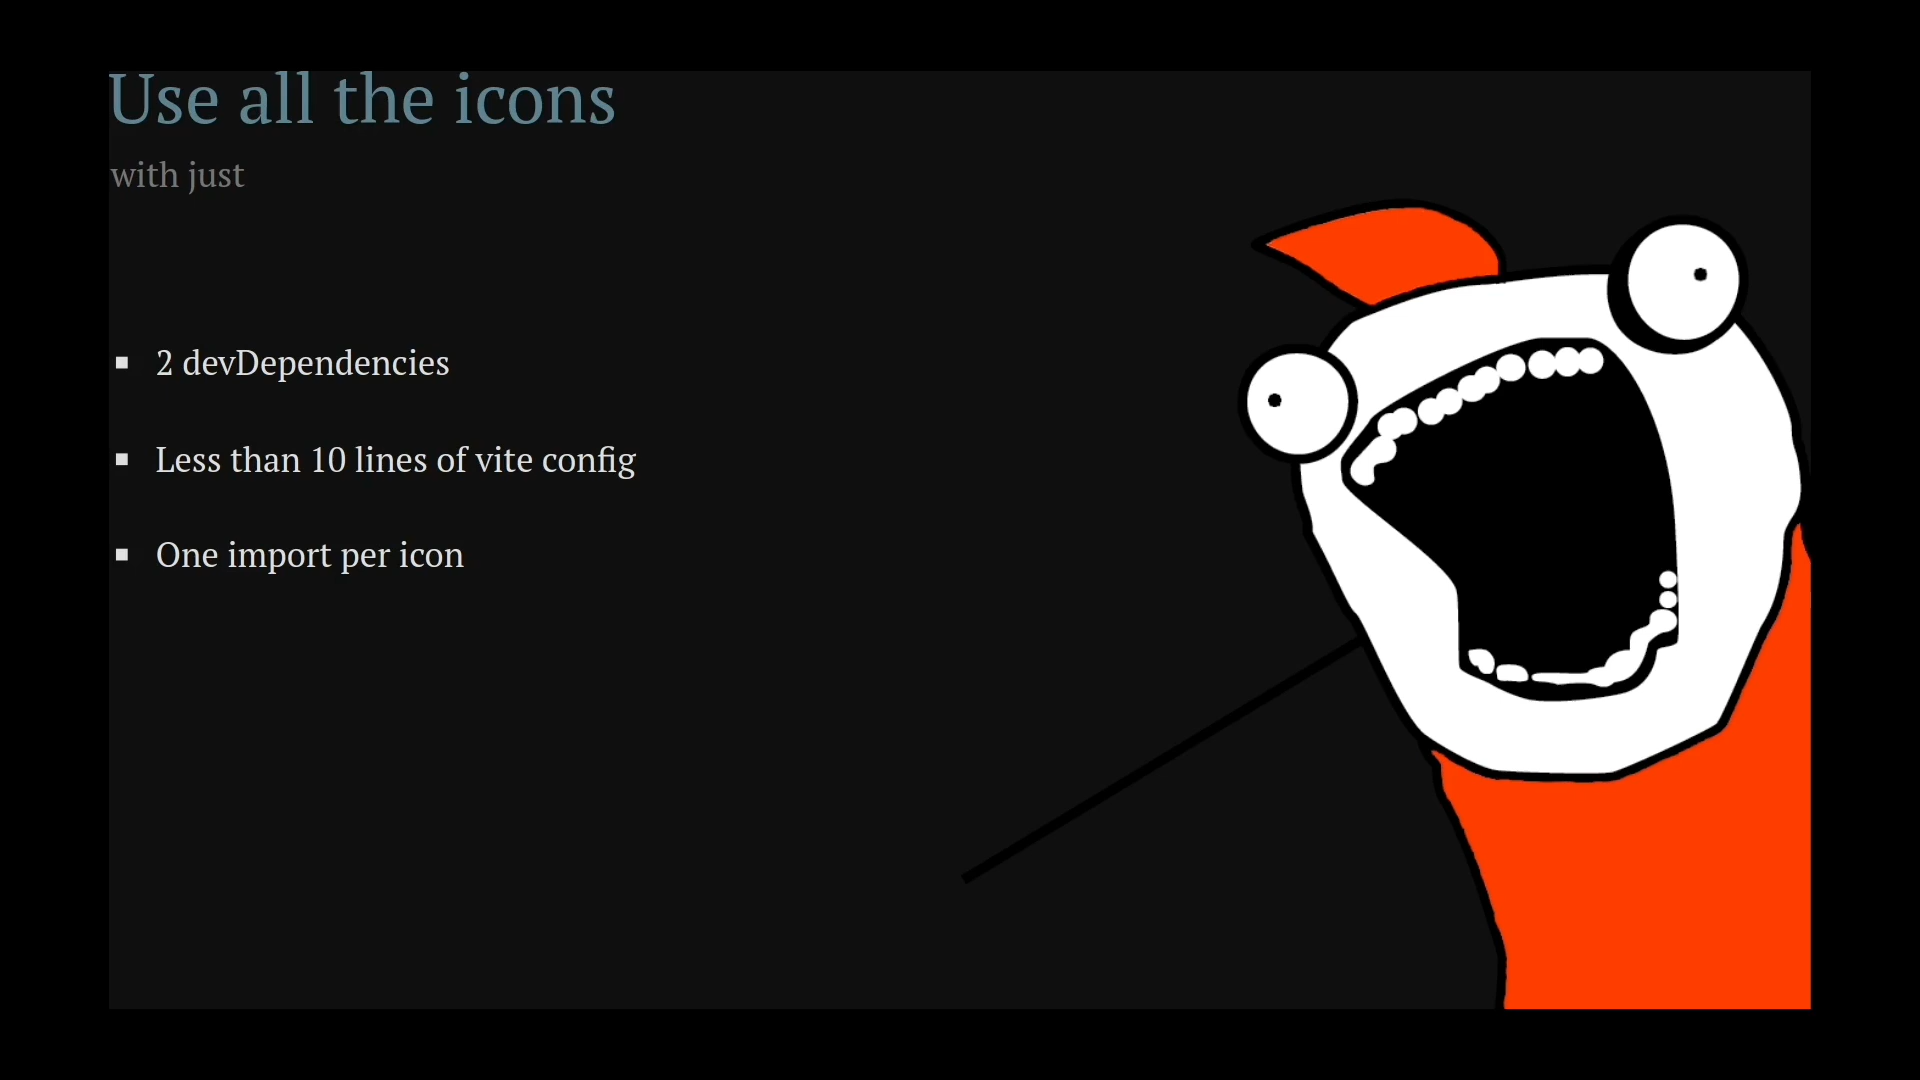 Use all the icons
with just
2 devDependencies
Less than 10 lines of vite config
One import per icon